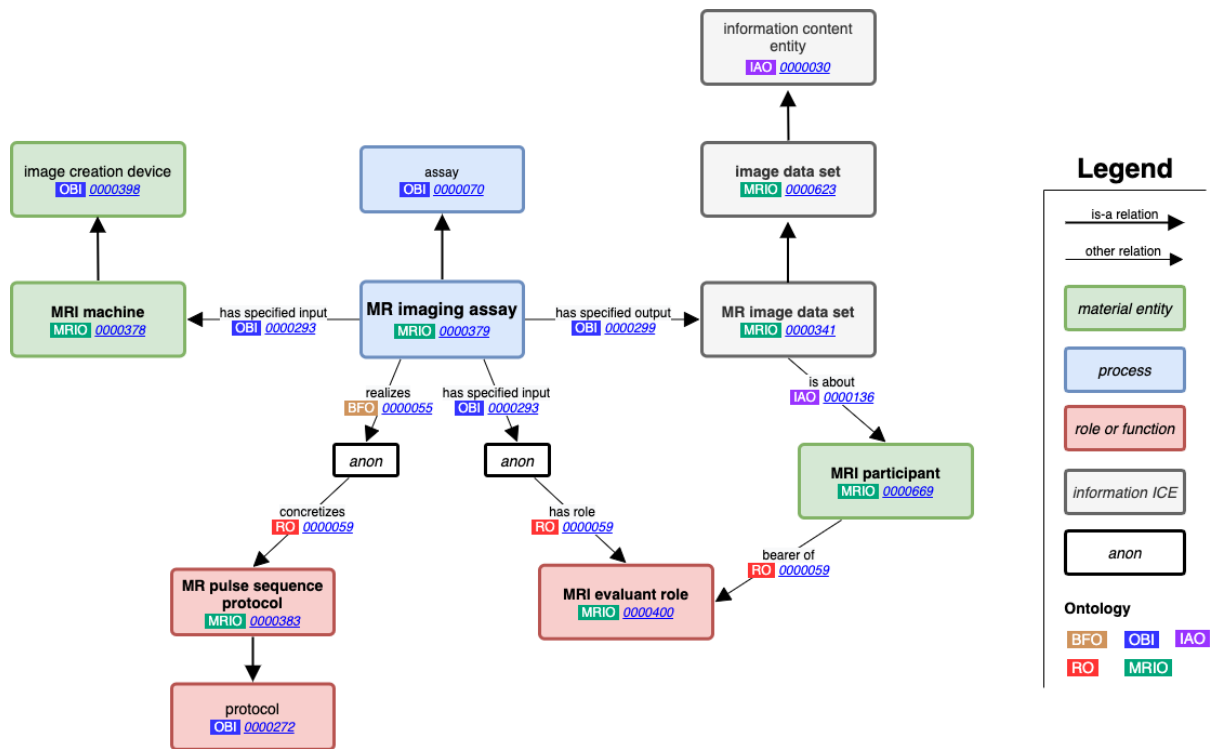 information content
entity
IAO 0000030
image creation device
OBI 0000398
assay
OBI 0000070
image data set
MRIO 0000623
MRI machine
MRIO 0000378
has specified input
OBI 0000293
MR imaging assay
MRIO 0000379
has specified output
OBI 0000299
MR image data set
MRIO 0000341
realizes
BFO 0000055
has specified input
OBI 0000293
is about
IAO 0000136
anon
anon
MRI participant
MRIO 0000669
concretizes
RO 0000059
has role
RO 0000059
bearer of
RO 0000059
MR pulse sequence
protocol
MRIO 0000383
MRI evaluant role
MRIO 0000400
protocol
OBI 0000272
Legend
is-a relation
other relation
material entity
process
role or function
information ICE
anon
Ontology
BFO OBI IAO
RO MRIO